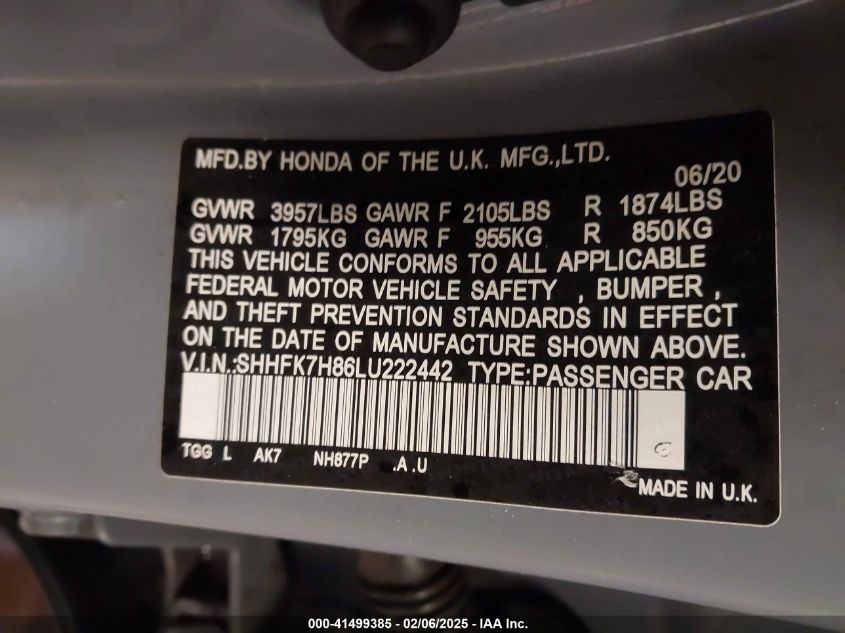 MFD.BY HONDA OF THE U.K. MFG.,LTD.
06/20
GVWR 3957LBS GAWR F 2105LBS R 1874LBS
GVWR 1795KG GAWR F 955KG R 850KG
THIS VEHICLE CONFORMS TO ALL APPLICABLE
FEDERAL MOTOR VEHICLE SAFETY , BUMPER ,
AND THEFT PREVENTION STANDARDS IN EFFECT
ON THE DATE OF MANUFACTURE SHOWN ABOVE.
V.I.N.:SHHFK7H86LU222442 TYPE:PASSENGER CAR
TGG L AK7 NH877P .A .U
MADE IN U.K.
000-41499385 - 02/06/2025 - IAA Inc.